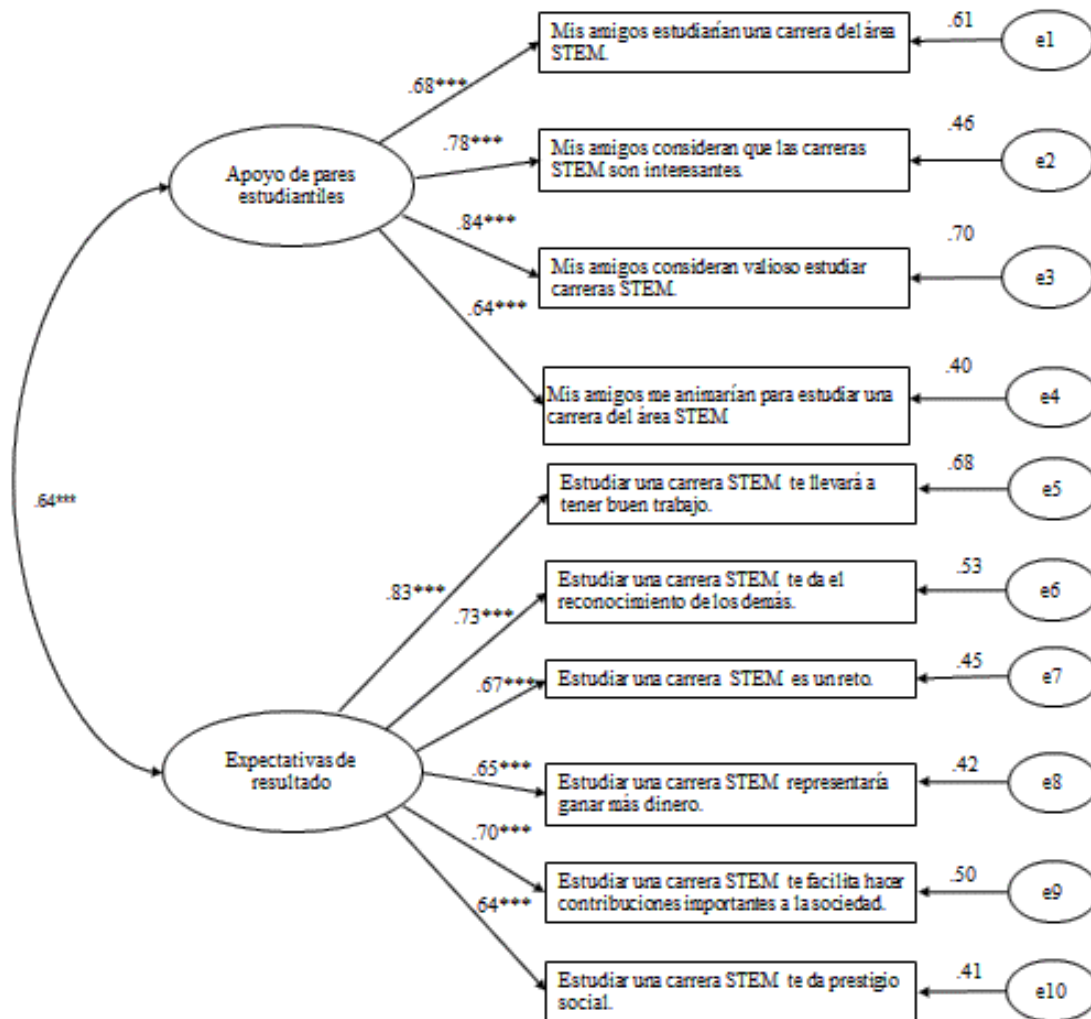 Mis amigos estudiarían una carrera del área
STEM.
.61
e1
.68***
Mis amigos consideran que las carreras
STEM son interesantes.
.46
e2
.78***
Apoyo de pares
estudiantiles
.84***
Mis amigos consideran valioso estudiar
carreras STEM.
.70
e3
.64***
Mis amigos me animarían para estudiar una
carrera del área STEM
.40
e4
.64***
Estudiar una carrera STEM te llevará a
tener buen trabajo.
.68
e5
.83***
Estudiar una carrera STEM te da el
reconocimiento de los demás.
.53
e6
.73***
Estudiar una carrera STEM es un reto.
.45
e7
.67***
Expectativas de
resultado
.65***
Estudiar una carrera STEM representaría
ganar más dinero.
.42
e8
.70***
Estudiar una carrera STEM te facilita hacer
contribuciones importantes a la sociedad.
.50
e9
.64***
Estudiar una carrera STEM te da prestigio
social.
.41
e10